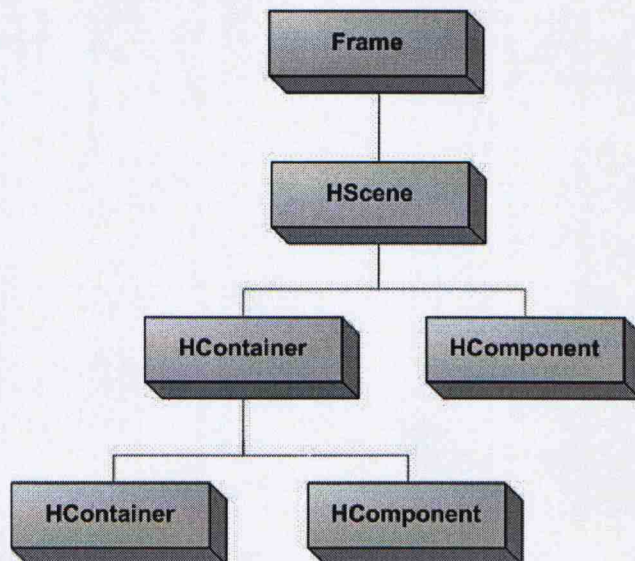 Frame
HScene
HContainer
HComponent
HContainer
HComponent